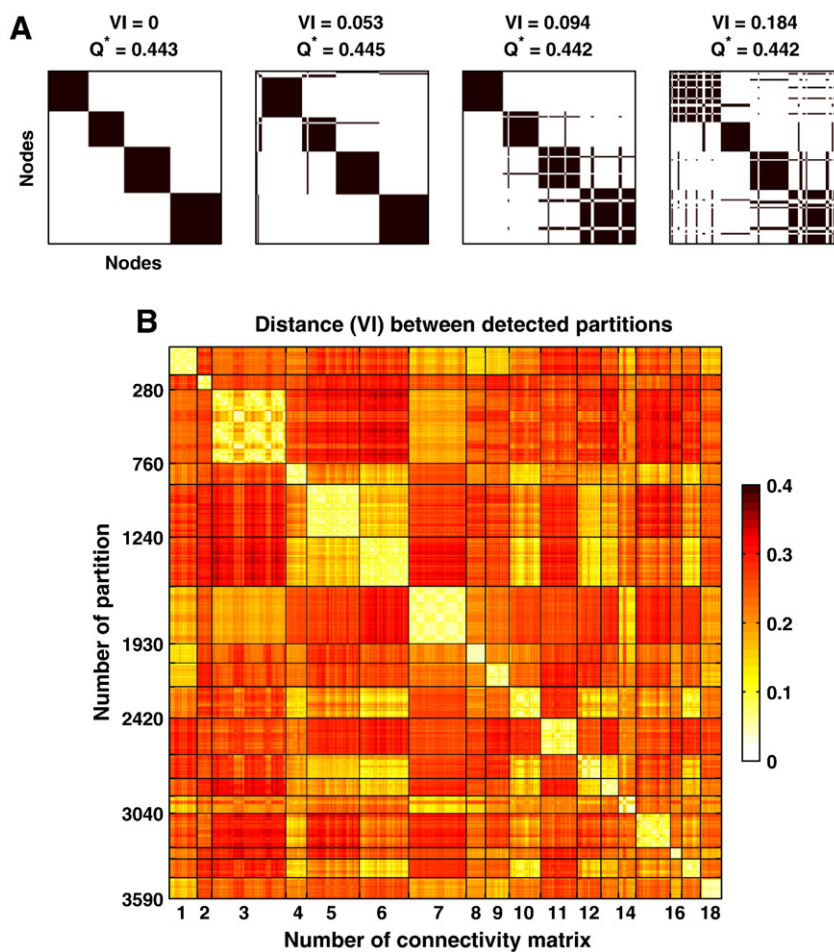 A
VI = 0
Q* = 0.443
VI = 0.053
Q* = 0.445
VI = 0.094
Q* = 0.442
VI = 0.184
Q* = 0.442
Nodes
Nodes
B
Distance (VI) between detected partitions
Number of partition
280
760
1240
1930
2420
3040
3590
0.4
0.3
0.2
0.1
0
1 2 3 4 5 6 7 8 9 10 11 12 14 16 18
Number of connectivity matrix